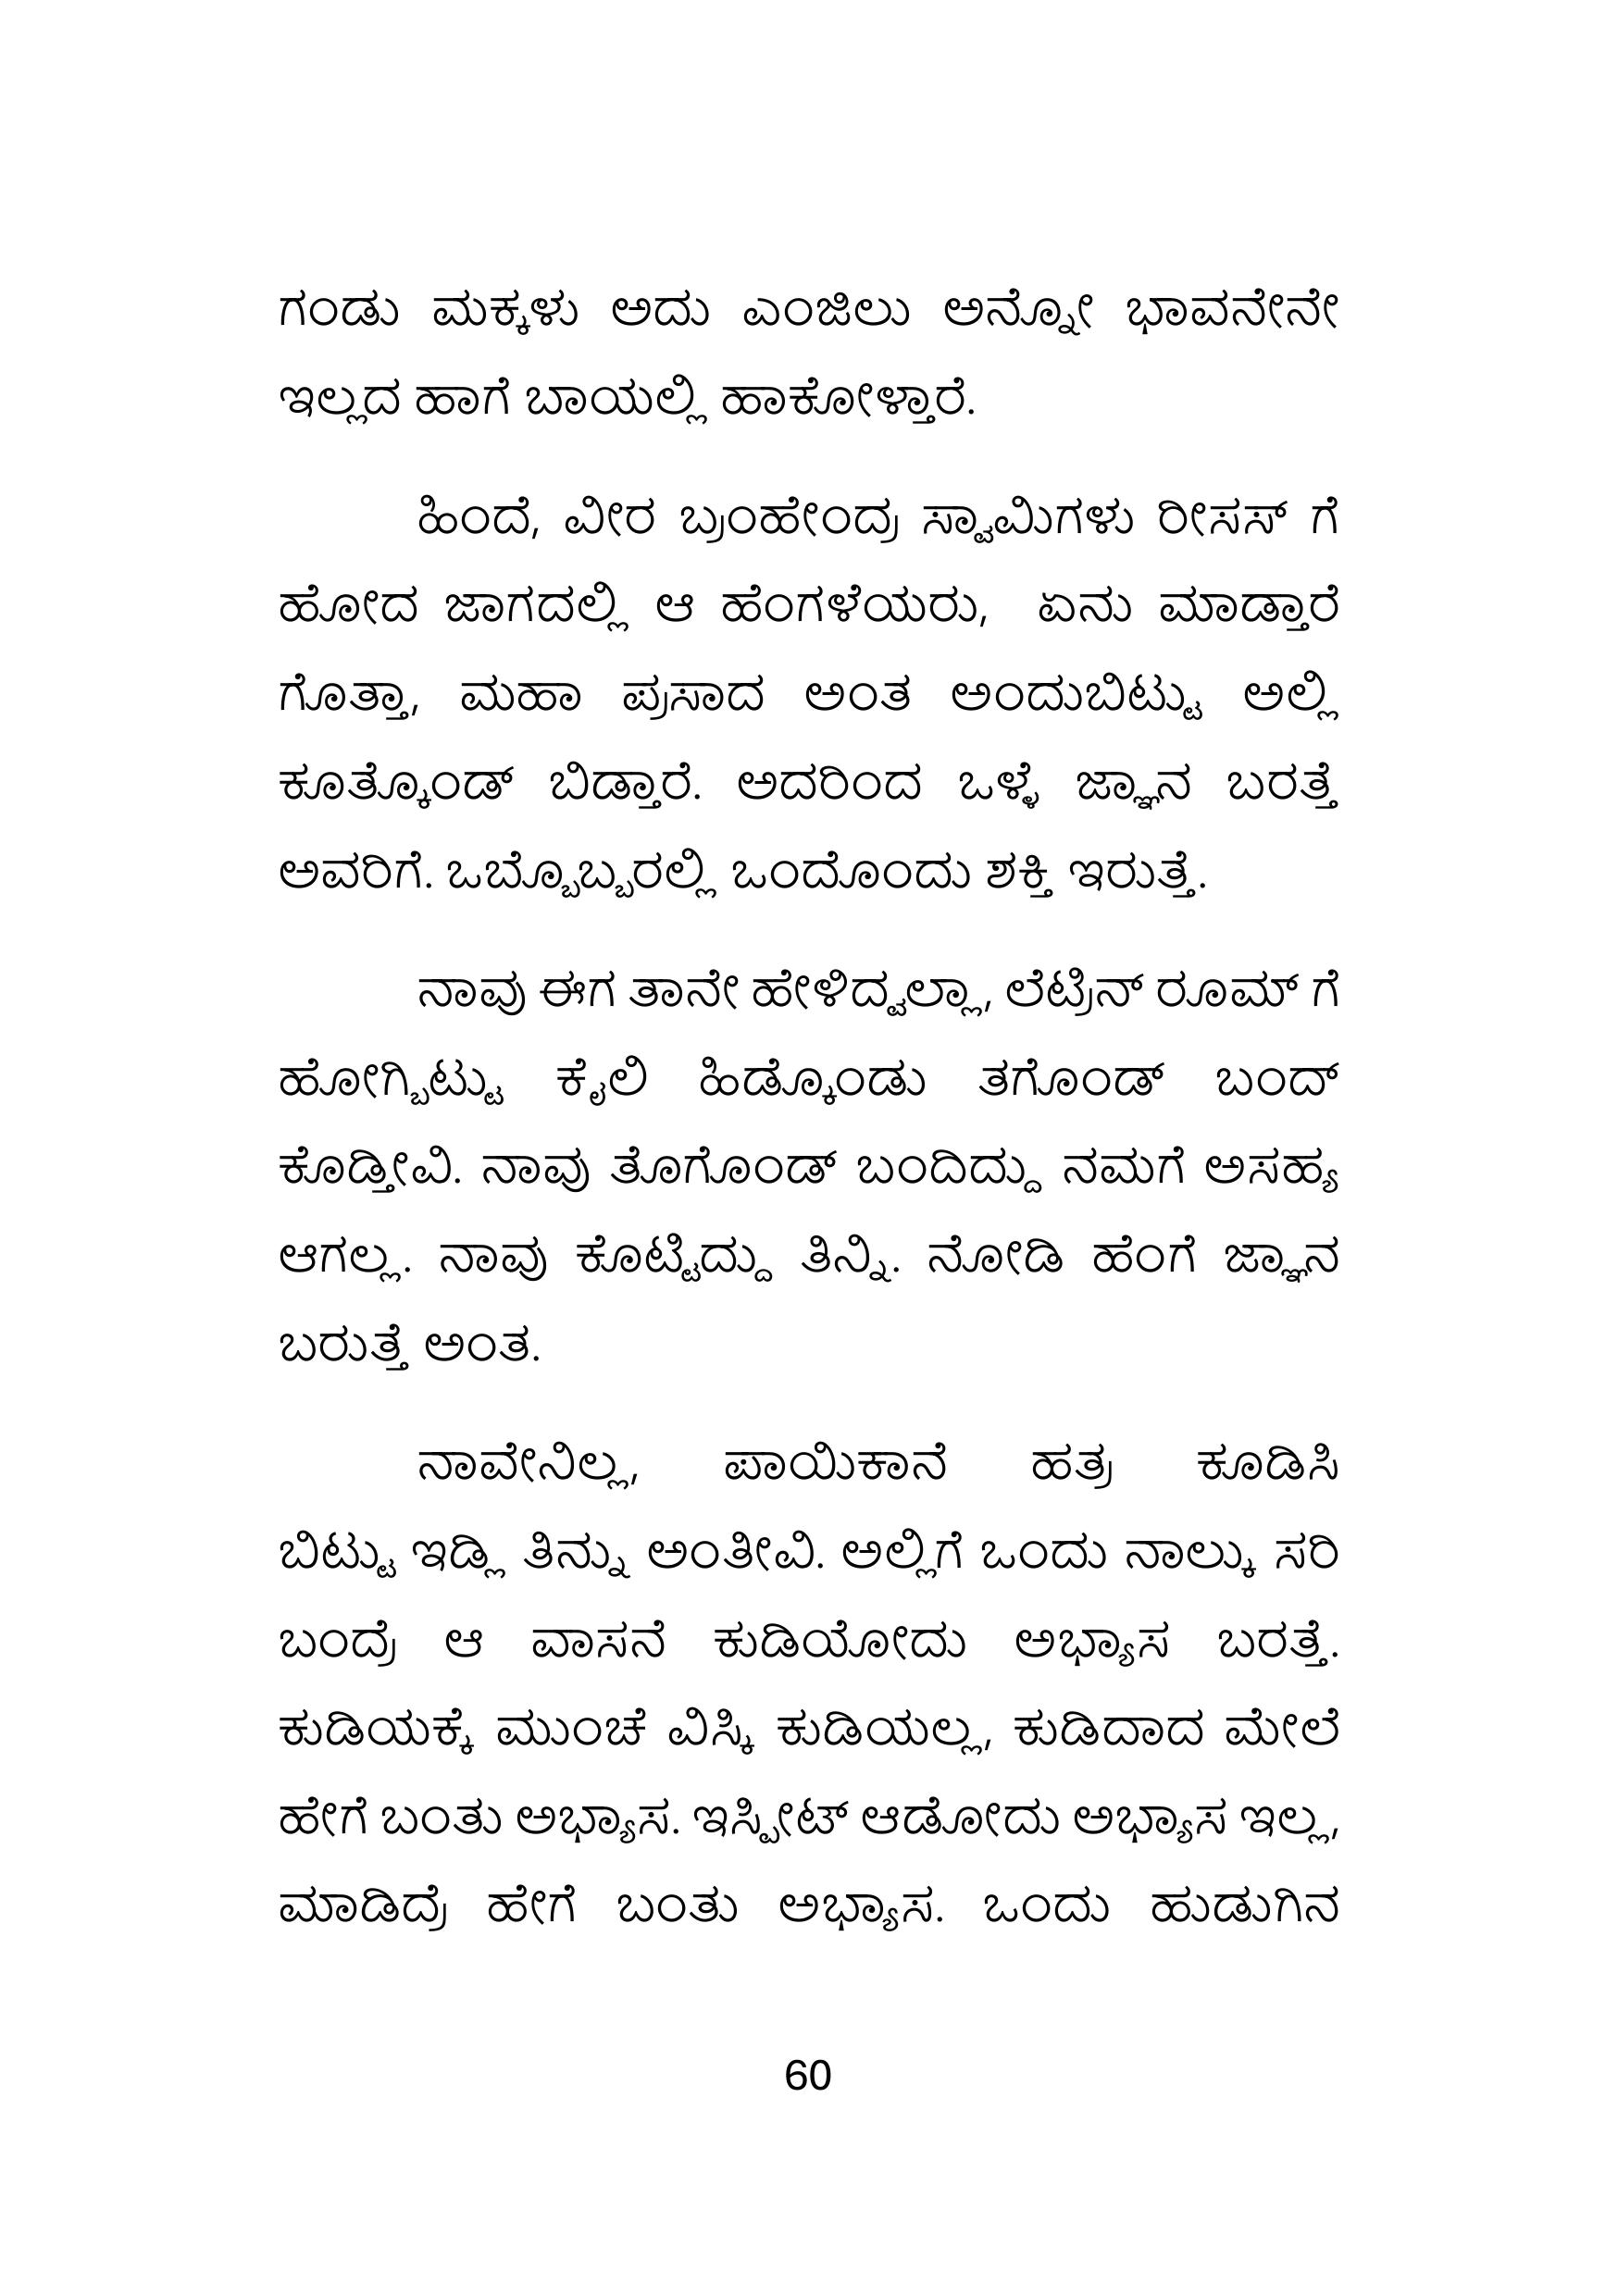 ಗಂಡು ಮಕ್ಕಳು ಅದು ಎಂಜಿಲು ಅನ್ನೋ ಭಾವನೇನೇ
ಇಲ್ಲದ ಹಾಗೆ ಬಾಯಲ್ಲಿ ಹಾಕೋಳ್ತಾರೆ.
ಹಿಂದೆ, ವೀರ ಬ್ರಂಹೇಂದ್ರ ಸ್ವಾಮಿಗಳು ರೀಸಸ್ ಗೆ
ಹೋದ ಜಾಗದಲ್ಲಿ ಆ ಹೆಂಗಳೆಯರು, ಏನು ಮಾಡ್ತಾರೆ
ಗೊತ್ತಾ, ಮಹಾ ಪ್ರಸಾದ ಅಂತ ಅಂದುಬಿಟ್ಟು ಅಲ್ಲಿ
ಕೂತ್ಕೊಂಡ್ ಬಿಡ್ತಾರೆ. ಅದರಿಂದ ಒಳ್ಳೆ ಜ್ಞಾನ ಬರತ್ತೆ
ಅವರಿಗೆ. ಒಬ್ಬೊಬ್ಬರಲ್ಲಿ ಒಂದೊಂದು ಶಕ್ತಿ ಇರುತ್ತೆ.
ನಾವು ಈಗ ತಾನೇ ಹೇಳಿದ್ವಲ್ಲಾ, ಲೆಟ್ರಿನ್ ರೂಮ್ ಗೆ
ಹೋಗ್ಬಿಟ್ಟು ಕೈಲಿ ಹಿಡ್ಕೊಂಡು ತಗೊಂಡ್ ಬಂದ್
ಕೊಡ್ತೀವಿ. ನಾವು ತೊಗೊಂಡ್ ಬಂದಿದ್ದು ನಮಗೆ ಅಸಹ್ಯ
ಆಗಲ್ಲ. ನಾವು ಕೊಟ್ಟಿದ್ದು ತಿನ್ನಿ. ನೋಡಿ ಹೆಂಗೆ ಜ್ಞಾನ
ಬರುತ್ತೆ ಅಂತ.
ನಾವೇನಿಲ್ಲ, ಪಾಯಿಕಾನೆ ಹತ್ರ ಕೂಡಿಸಿ
ಬಿಟ್ಟು ಇಡ್ಲಿ ತಿನ್ನು ಅಂತೀವಿ. ಅಲ್ಲಿಗೆ ಒಂದು ನಾಲ್ಕು ಸರಿ
ಬಂದ್ರೆ ಆ ವಾಸನೆ ಕುಡಿಯೋದು ಅಭ್ಯಾಸ ಬರತ್ತೆ.
ಕುಡಿಯಕ್ಕೆ ಮುಂಚೆ ವಿಸ್ಕಿ ಕುಡಿಯಲ್ಲ, ಕುಡಿದಾದ ಮೇಲೆ
ಹೇಗೆ ಬಂತು ಅಭ್ಯಾಸ. ಇಸ್ಪೀಟ್ ಆಡೋದು ಅಭ್ಯಾಸ ಇಲ್ಲ,
ಮಾಡಿದ್ರೆ ಹೇಗೆ ಬಂತು ಅಭ್ಯಾಸ. ಒಂದು ಹುಡುಗಿನ
60